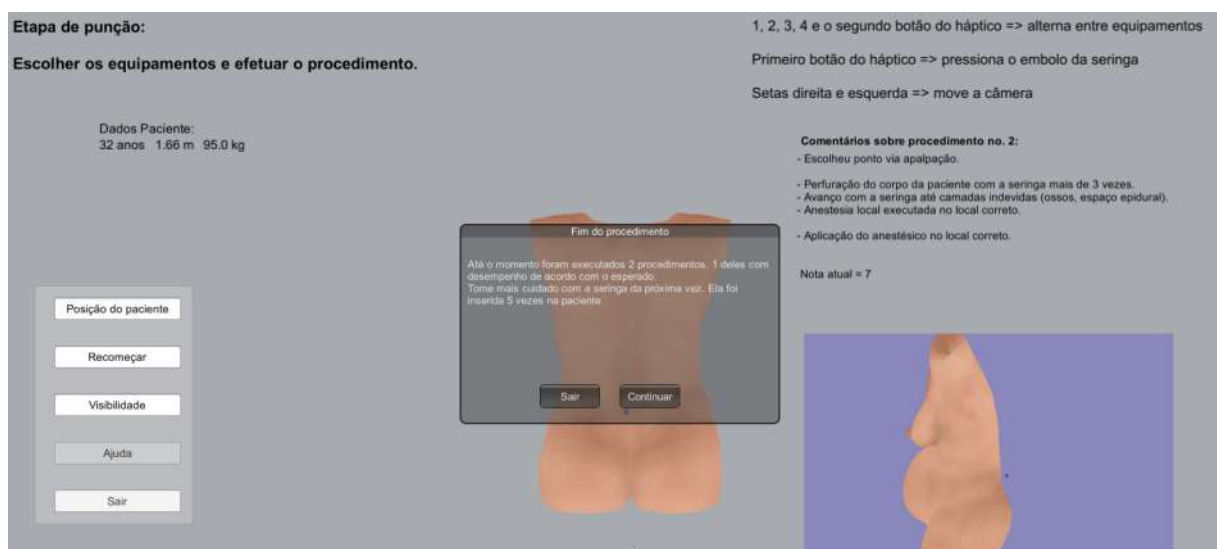 Etapa de punção:
Escolher os equipamentos e efetuar o procedimento.
Dados Paciente:
32 anos 1.66 m 95.0 kg
1, 2, 3, 4 e o segundo botão do háptico => alterna entre equipamentos
Primeiro botão do háptico => pressiona o embolo da seringa
Setas direita e esquerda => move a câmera
Comentários sobre procedimento no. 2:
- Escolheu ponto via apalpação.
- Perfuração do corpo da paciente com a seringa mais de 3 vezes.
- Avanço com a seringa até camadas indevidas (ossos, espaço epidural).
- Anestesia local executada no local correto.
- Aplicação do anestésico no local correto.
Nota atual = 7
Fim do procedimento
Até o momento foram executados 2 procedimentos, 1 deles com
desempenho de acordo com o esperado.
Tome mais cuidado com a seringa da próxima vez. Ela foi
inserida 5 vezes na paciente
Sair
Continuar
Posição do paciente
Recomeçar
Visibilidade
Ajuda
Sair